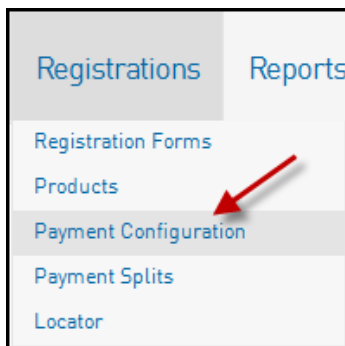 Registrations Reports
Registration Forms
Products
Payment Configuration
Payment Splits
Locator